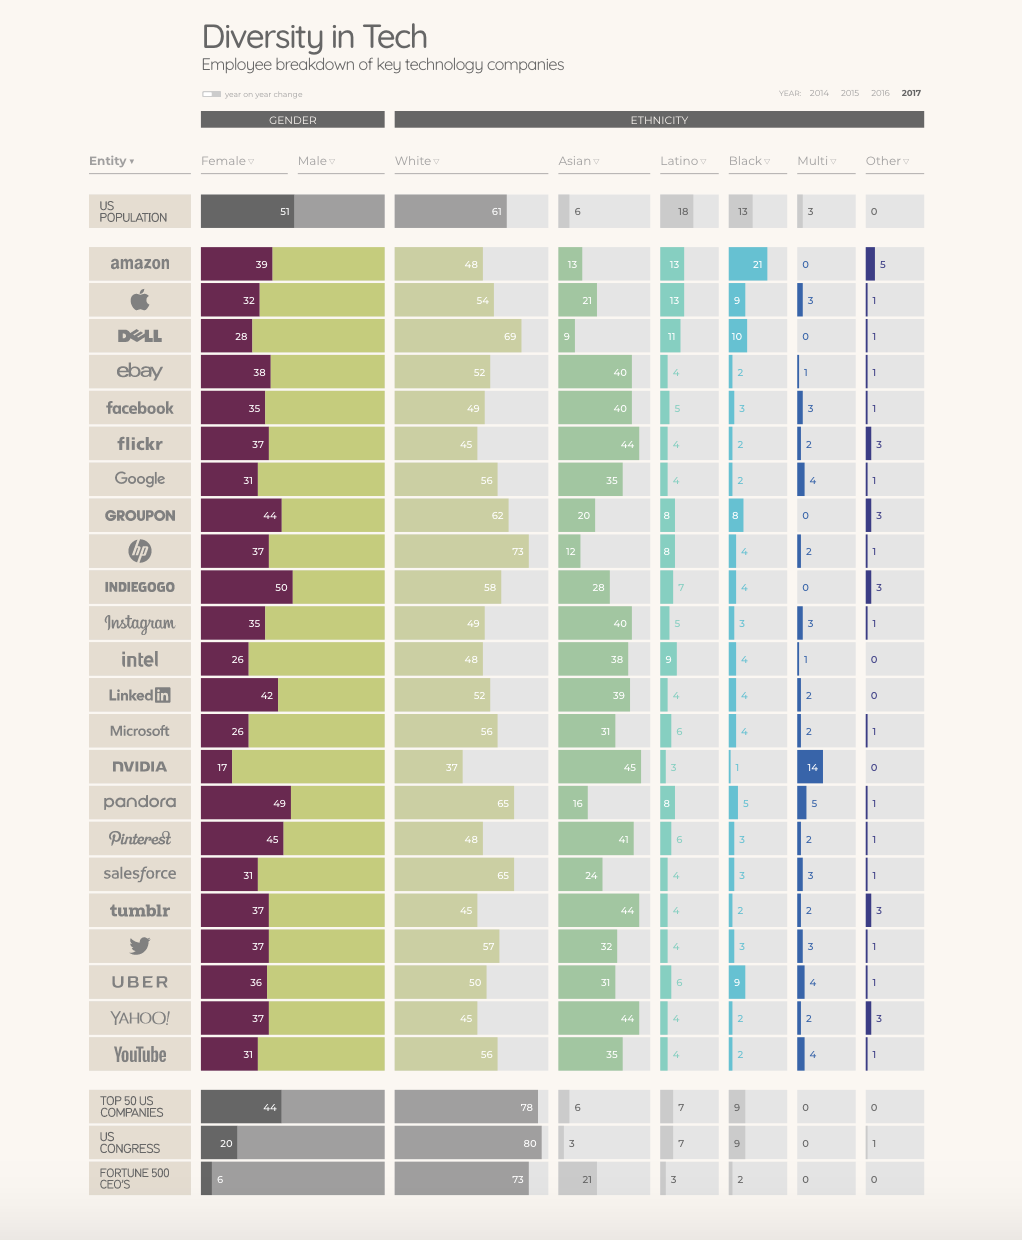 Diversity in Tech
Employee breakdown of key technology companies
year on year change
YEAR: 2014 2015 2016 2017
GENDER ETHNICITY
Entity Female Male White Asian Latino Black Multi Other
US
POPULATION 51 61 6 18 13 3 0
amazon 39 48 13 13 21 0 5
32 54 21 13 9 3 1
DELL 28 69 9 11 10 0 1
ebay 38 52 40 4 2 1 1
facebook 35 49 40 5 3 3 1
flickr 37 45 44 4 2 2 3
Google 31 56 35 4 2 4 1
GROUPON 44 62 20 8 8 0 3
hp 37 73 12 8 4 2 1
INDIEGOGO 50 58 28 7 4 0 3
Instagram 35 49 40 5 3 3 1
intel 26 48 38 9 4 1 0
Linked in 42 52 39 4 4 2 0
Microsoft 26 56 31 6 4 2 1
NVIDIA 17 37 45 3 1 14 0
pandora 49 65 16 8 5 5 1
Pinterest 45 48 41 6 3 2 1
salesforce 31 65 24 4 3 3 1
tumblr 37 45 44 4 2 2 3
37 57 32 4 3 3 1
UBER 36 50 31 6 9 4 1
YAHOO! 37 45 44 4 2 2 3
YouTube 31 56 35 4 2 4 1
TOP 50 US
COMPANIES 44 78 6 7 9 0 0
US
CONGRESS 20 80 3 7 9 0 1
FORTUNE 500
CEO'S 6 73 21 3 2 0 0